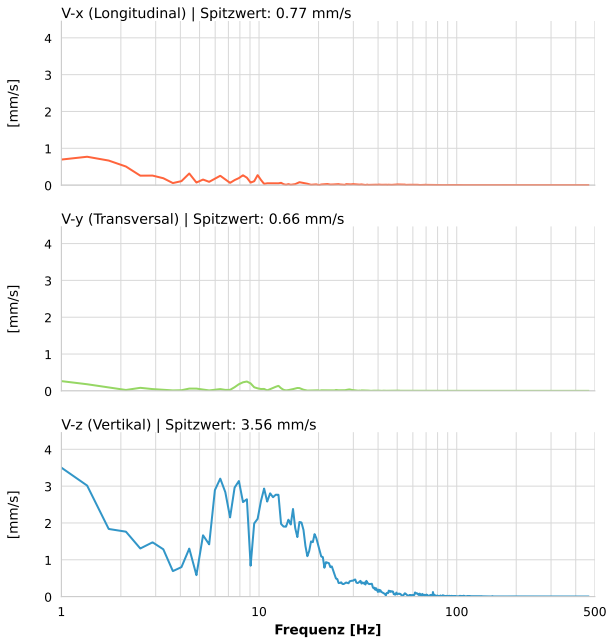 V-x (Longitudinal) | Spitzwert: 0.77 mm/s
4
3
2
1
0
[mm/s]
V-y (Transversal) | Spitzwert: 0.66 mm/s
4
3
2
1
0
[mm/s]
V-z (Vertikal) | Spitzwert: 3.56 mm/s
4
3
2
1
0
[mm/s]
1 10 100 500
Frequenz [Hz]